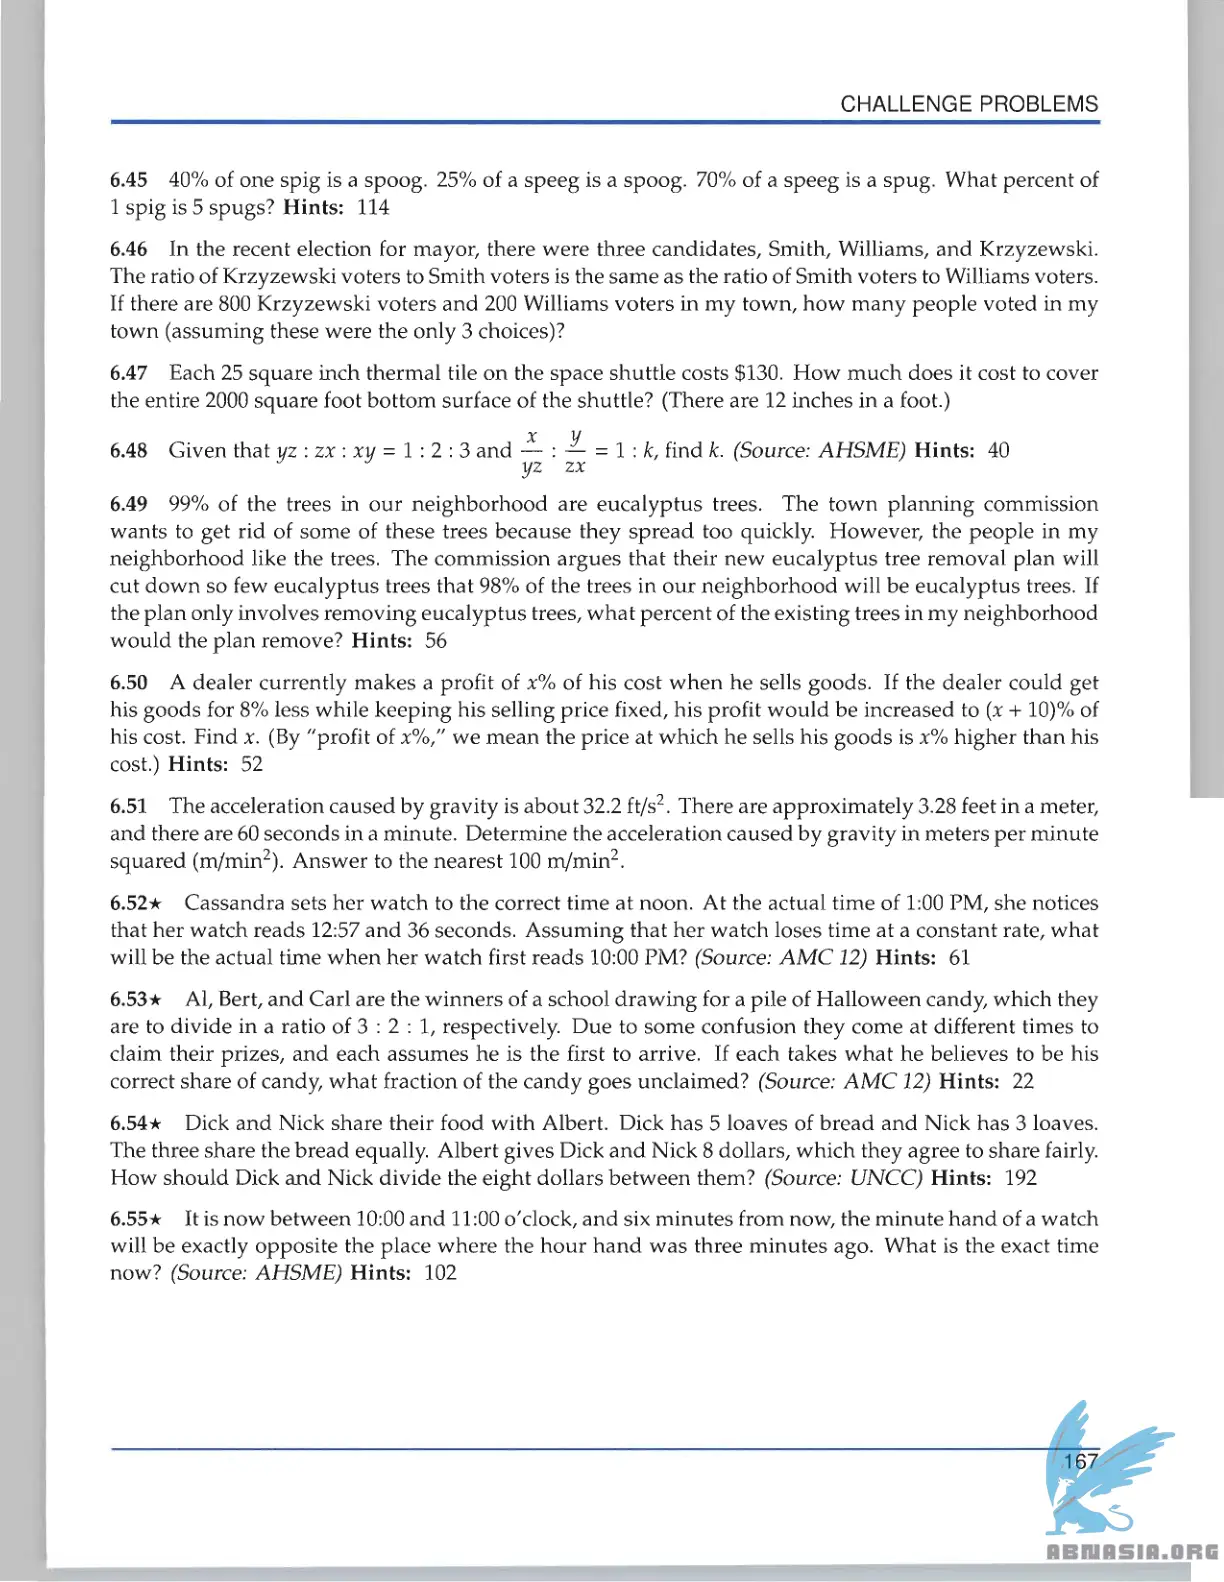 CHALLENGE PROBLEMS
6.45 40% of one spig is a spoog. 25% of a speeg is a spoog. 70% of a speeg is a spug. What percent of
1 spig is 5 spugs? Hints: 114
6.46 In the recent election for mayor, there were three candidates, Smith, Williams, and Krzyzewski.
The ratio of Krzyzewski voters to Smith voters is the same as the ratio of Smith voters to Williams voters.
If there are 800 Krzyzewski voters and 200 Williams voters in my town, how many people voted in my
town (assuming these were the only 3 choices)?
6.47 Each 25 square inch thermal tile on the space shuttle costs $130. How much does it cost to cover
the entire 2000 square foot bottom surface of the shuttle? (There are 12 inches in a foot.)
6.48 Given that yz : zx : xy = 1 : 2 : 3 and x/yz : y/zx = 1 : k, find k. (Source: AHSME) Hints: 40
6.49 99% of the trees in our neighborhood are eucalyptus trees. The town planning commission
wants to get rid of some of these trees because they spread too quickly. However, the people in my
neighborhood like the trees. The commission argues that their new eucalyptus tree removal plan will
cut down so few eucalyptus trees that 98% of the trees in our neighborhood will be eucalyptus trees. If
the plan only involves removing eucalyptus trees, what percent of the existing trees in my neighborhood
would the plan remove? Hints: 56
6.50 A dealer currently makes a profit of x% of his cost when he sells goods. If the dealer could get
his goods for 8% less while keeping his selling price fixed, his profit would be increased to (x + 10)% of
his cost. Find x. (By "profit of x%," we mean the price at which he sells his goods is x% higher than his
cost.) Hints: 52
6.51 The acceleration caused by gravity is about 32.2 ft/s². There are approximately 3.28 feet in a meter,
and there are 60 seconds in a minute. Determine the acceleration caused by gravity in meters per minute
squared (m/min²). Answer to the nearest 100 m/min².
6.52★ Cassandra sets her watch to the correct time at noon. At the actual time of 1:00 PM, she notices
that her watch reads 12:57 and 36 seconds. Assuming that her watch loses time at a constant rate, what
will be the actual time when her watch first reads 10:00 PM? (Source: AMC 12) Hints: 61
6.53★ Al, Bert, and Carl are the winners of a school drawing for a pile of Halloween candy, which they
are to divide in a ratio of 3 : 2 : 1, respectively. Due to some confusion they come at different times to
claim their prizes, and each assumes he is the first to arrive. If each takes what he believes to be his
correct share of candy, what fraction of the candy goes unclaimed? (Source: AMC 12) Hints: 22
6.54★ Dick and Nick share their food with Albert. Dick has 5 loaves of bread and Nick has 3 loaves.
The three share the bread equally. Albert gives Dick and Nick 8 dollars, which they agree to share fairly.
How should Dick and Nick divide the eight dollars between them? (Source: UNCC) Hints: 192
6.55★ It is now between 10:00 and 11:00 o'clock, and six minutes from now, the minute hand of a watch
will be exactly opposite the place where the hour hand was three minutes ago. What is the exact time
now? (Source: AHSME) Hints: 102
167
ABNASIA.ORG